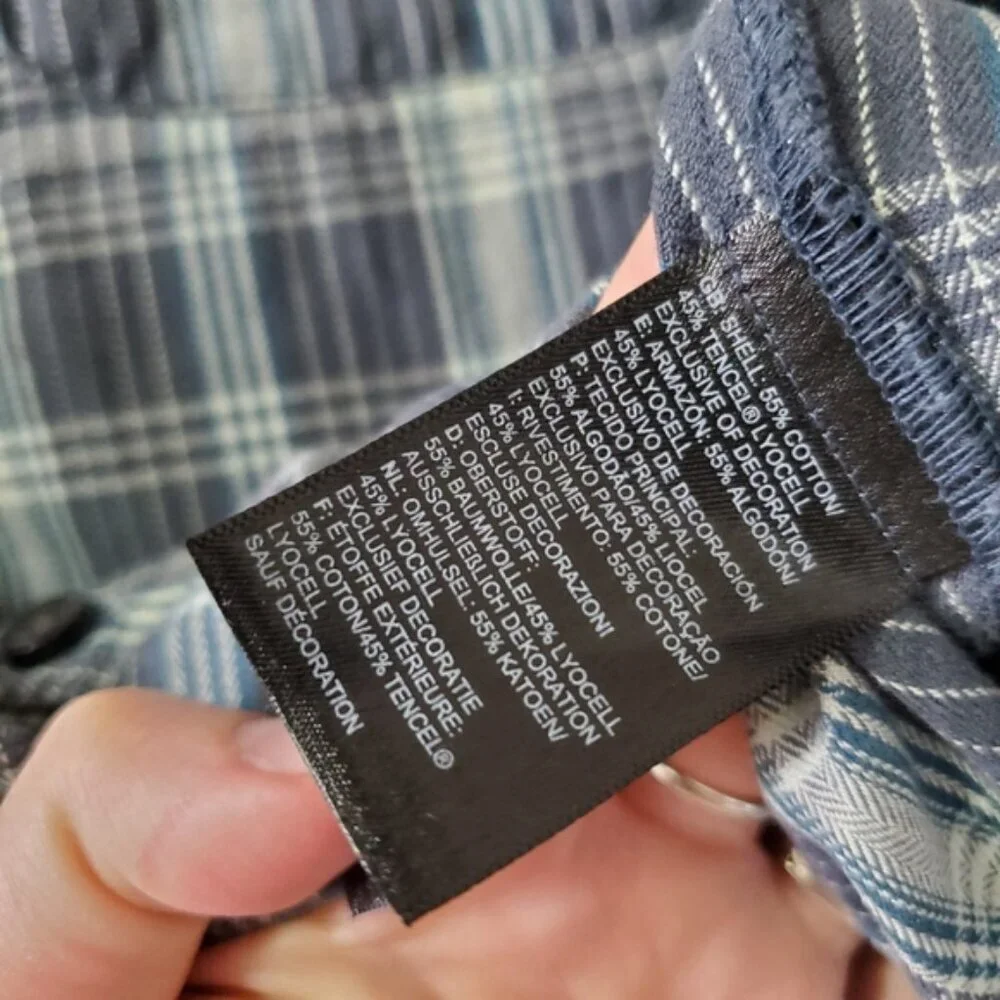 GB: SHELL: 55% COTTON/
45% TENCEL® LYOCELL
EXCLUSIVE OF DECORATION
E: ARMAZÓN: 55% ALGODÓN/
45% LYOCELL
EXCLUSIVO DE DECORACIÓN
P: TECIDO PRINCIPAL:
55% ALGODÃO/45% LIOCEL
EXCLUSIVO PARA DECORAÇÃO
I: RIVESTIMENTO: 55% COTONE/
45% LYOCELL
ESCLUSE DECORAZIONI
D: OBERSTOFF:
55% BAUMWOLLE/45% LYOCELL
AUSSCHLIEßLICH DEKORATION
NL: OMHULSEL: 55% KATOEN/
45% LYOCELL
EXCLUSIEF DECORATIE
F: ÉTOFFE EXTÉRIEURE:
55% COTON/45% TENCEL®
LYOCELL
SAUF DÉCORATION